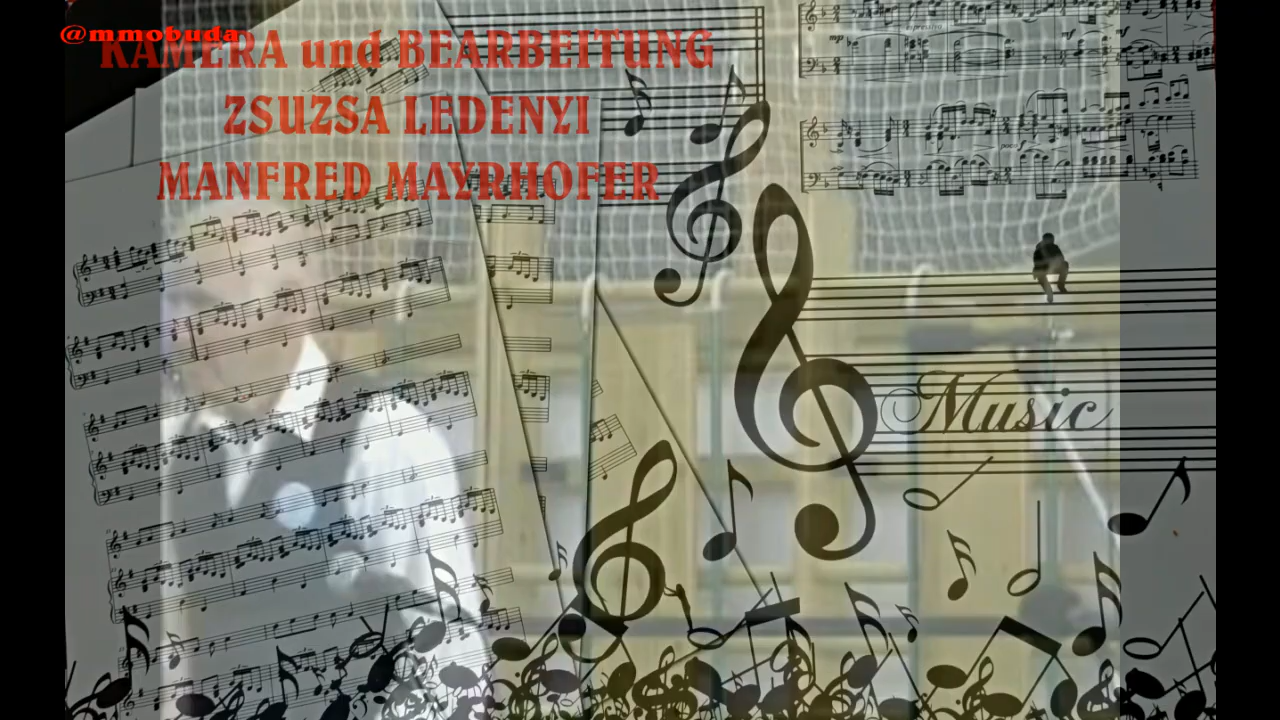 @mmobuda
KAMERA und BEARBEITUNG
ZSUZSA LEDENYI
MANFRED MAYRHOFER
Music